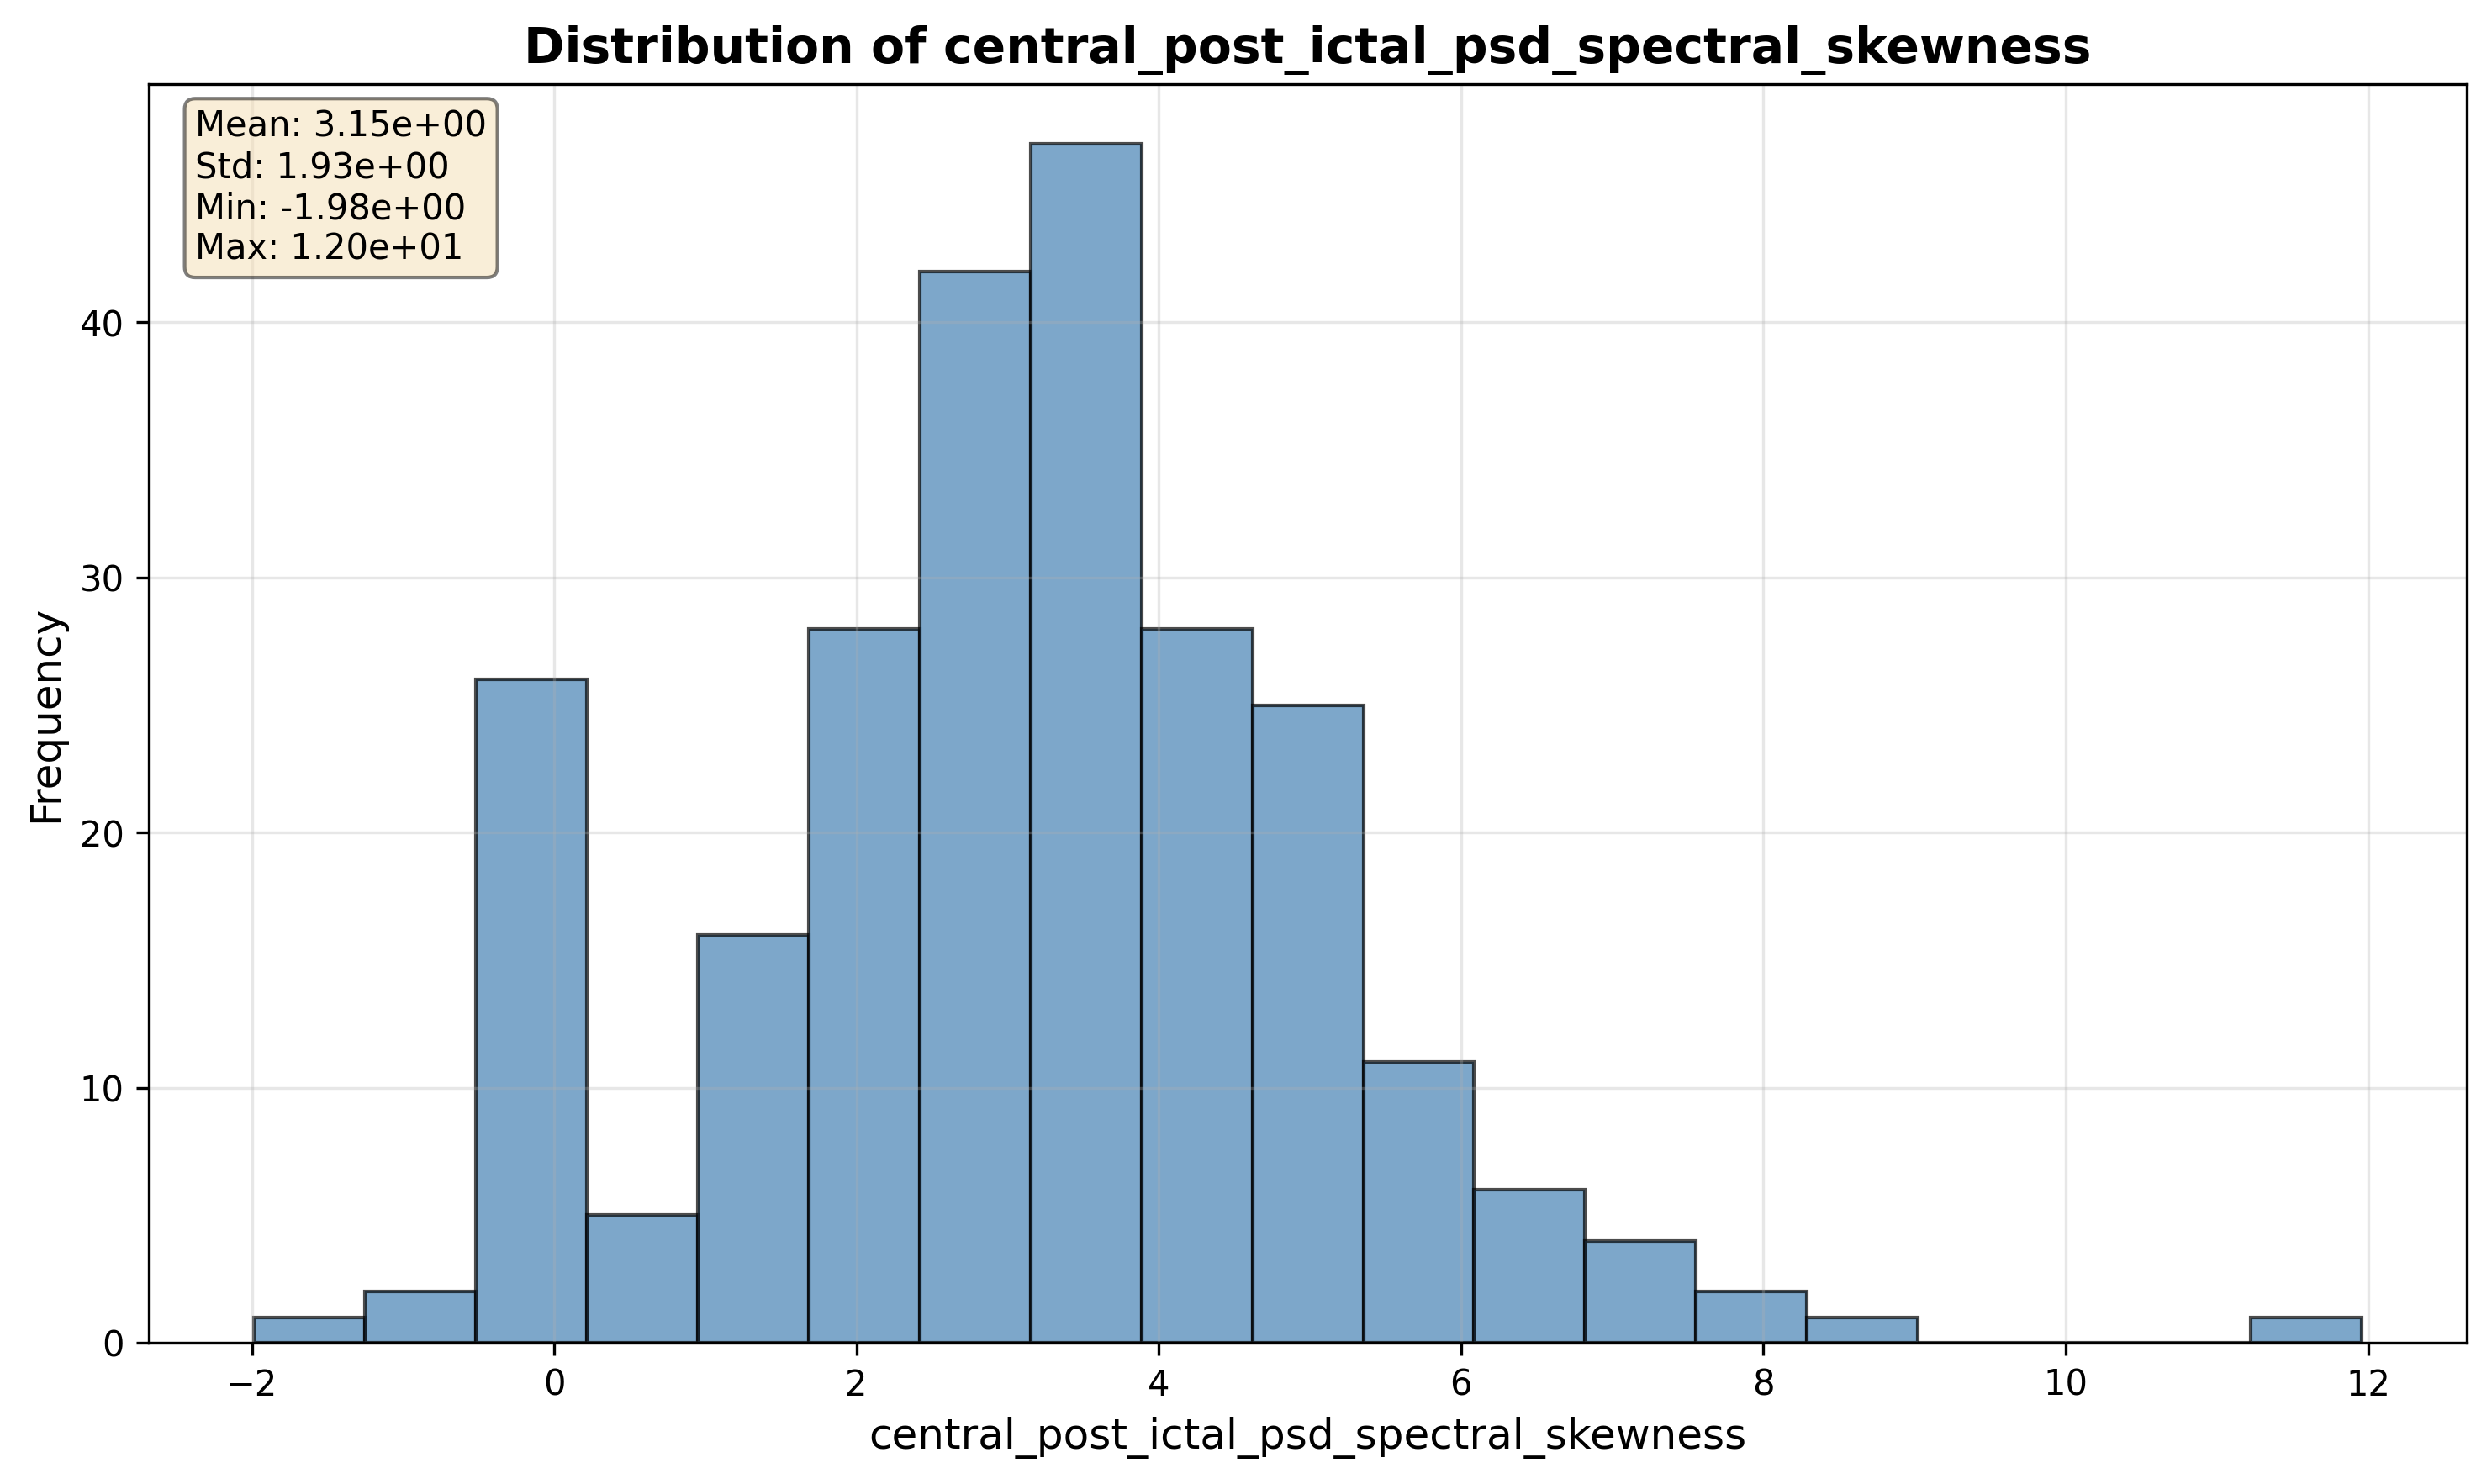 Distribution of central_post_ictal_psd_spectral_skewness
Mean: 3.15e+00
Std: 1.93e+00
Min: -1.98e+00
Max: 1.20e+01
Frequency
40
30
20
10
0
−2 0 2 4 6 8 10 12
central_post_ictal_psd_spectral_skewness